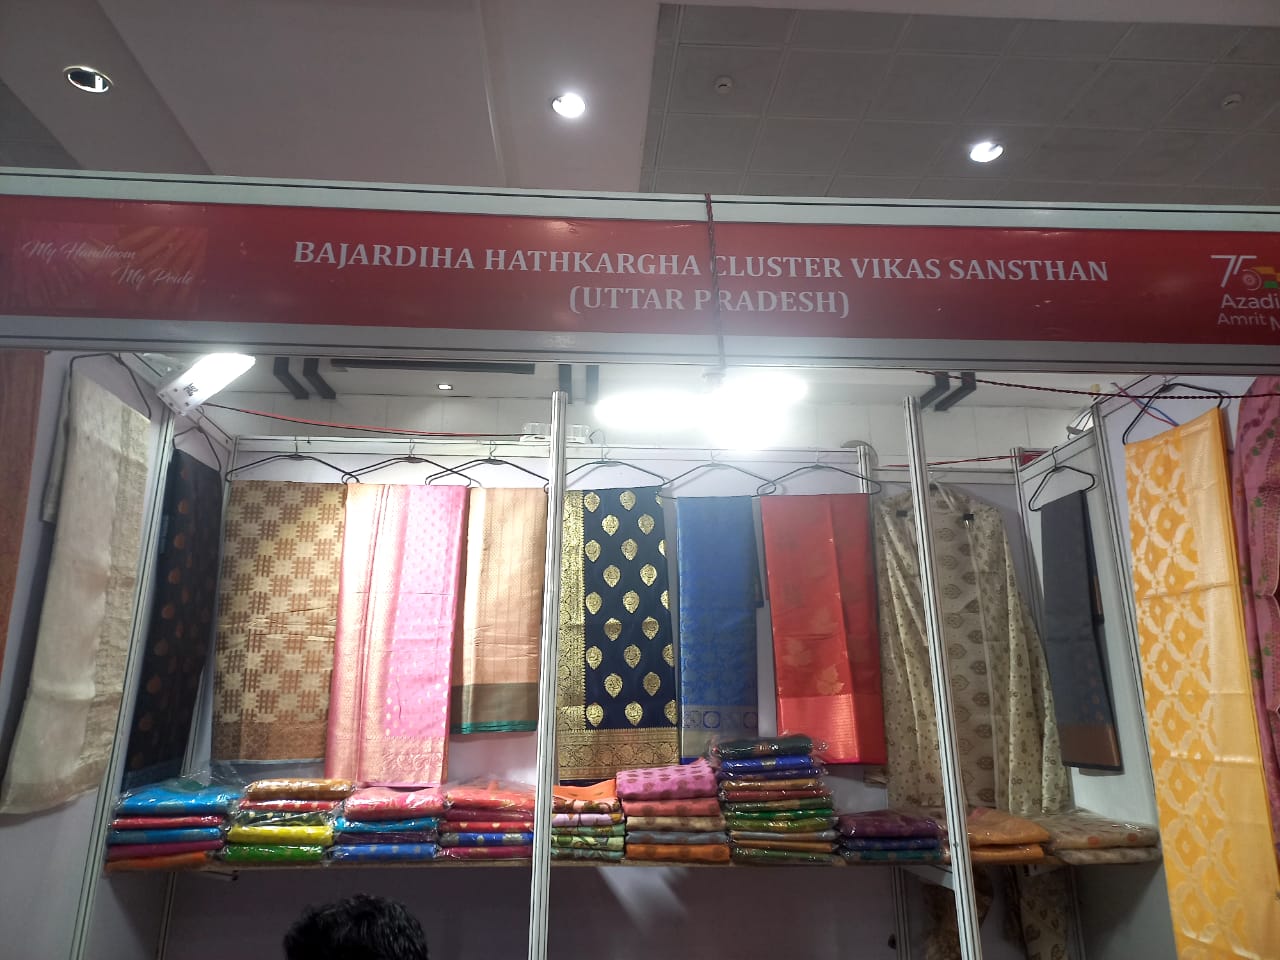 My Handloom
My Pride
BAJARDIHA HATHKARGHA CLUSTER VIKAS SANSTHAN
(UTTAR PRADESH)
75
Azadi
Amrit